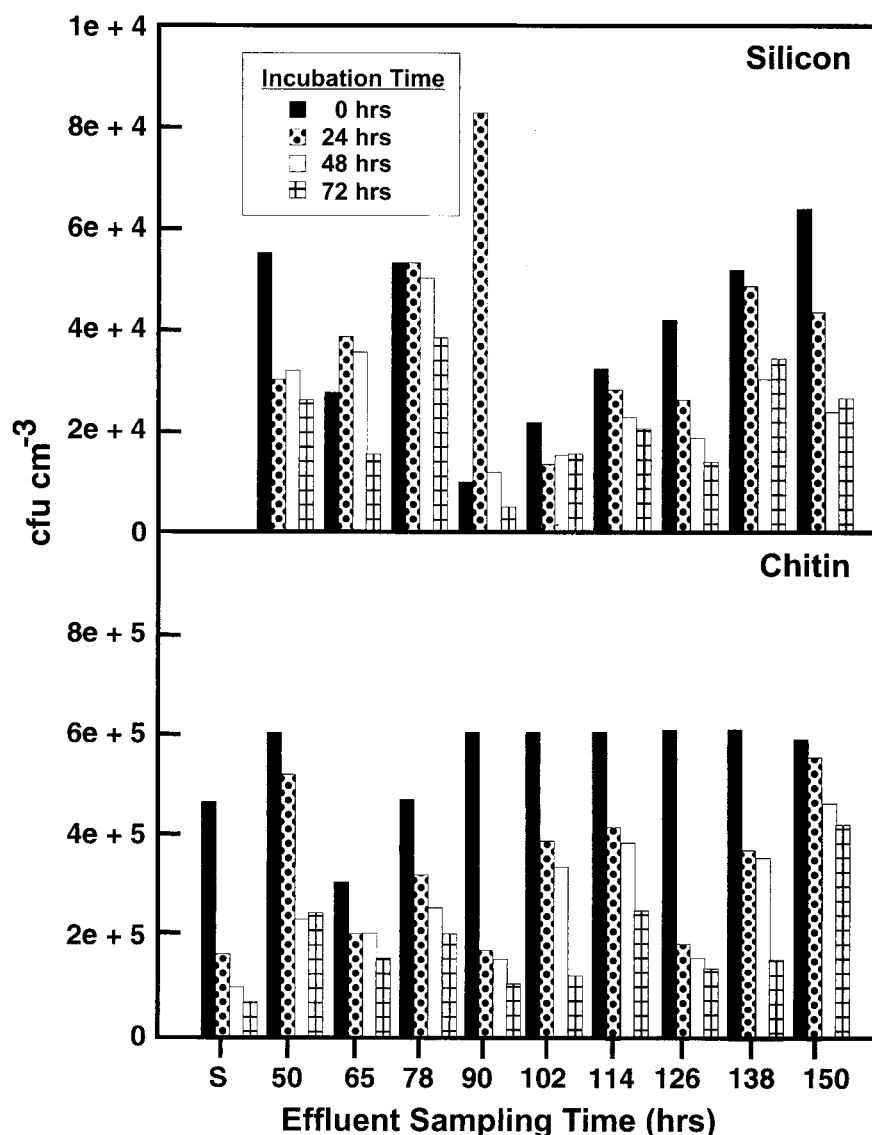 1e + 4
Silicon
Incubation Time
0 hrs
24 hrs
48 hrs
72 hrs
8e + 4
6e + 4
4e + 4
2e + 4
0
cfu cm-3
Chitin
8e + 5
6e + 5
4e + 5
2e + 5
0
S 50 65 78 90 102 114 126 138 150
Effluent Sampling Time (hrs)